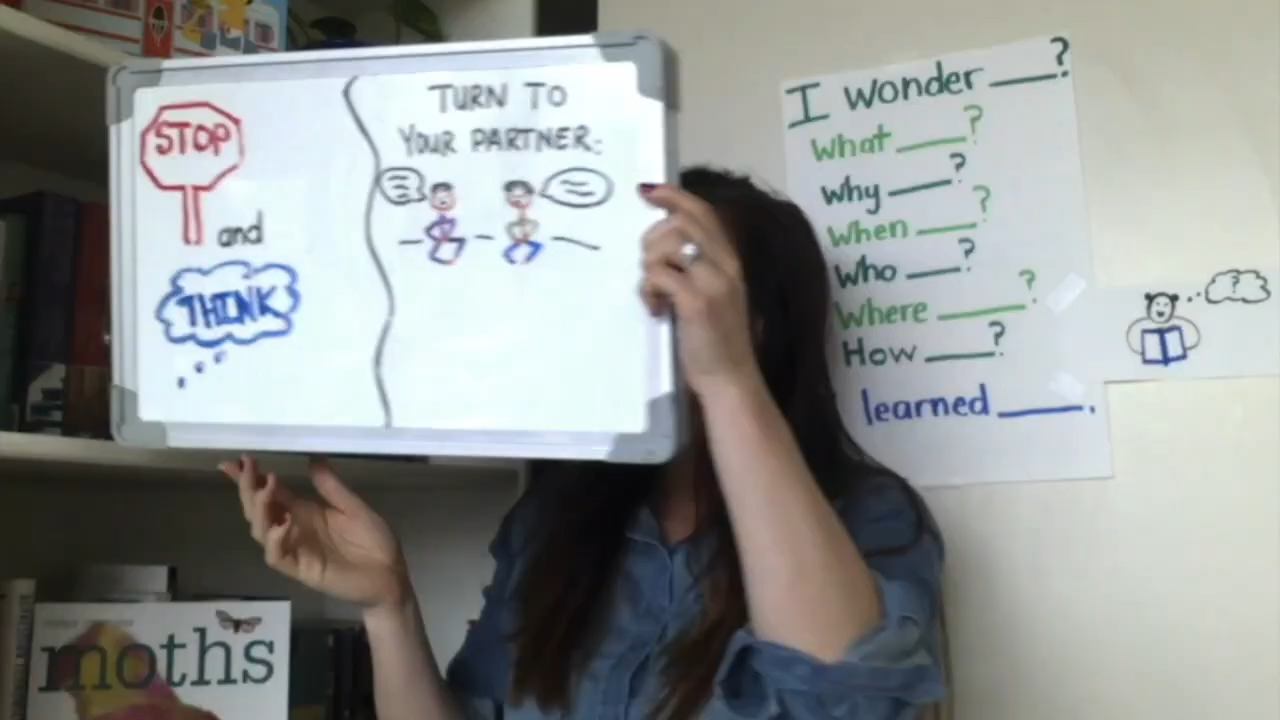 STOP
and
THINK
TURN TO
YOUR PARTNER:
I wonder ___?
What ___?
Why ___?
When ___?
Who ___?
Where ___?
How ___?
learned ___.
?
moths